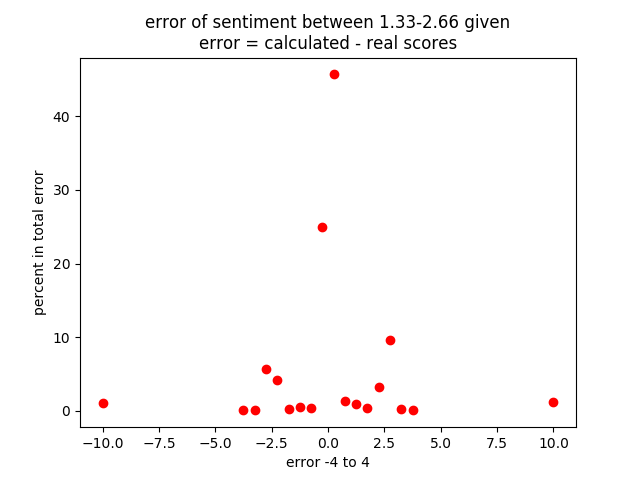 error of sentiment between 1.33-2.66 given
error = calculated - real scores
percent in total error
40
30
20
10
0
−10.0 −7.5 −5.0 −2.5 0.0 2.5 5.0 7.5 10.0
error -4 to 4